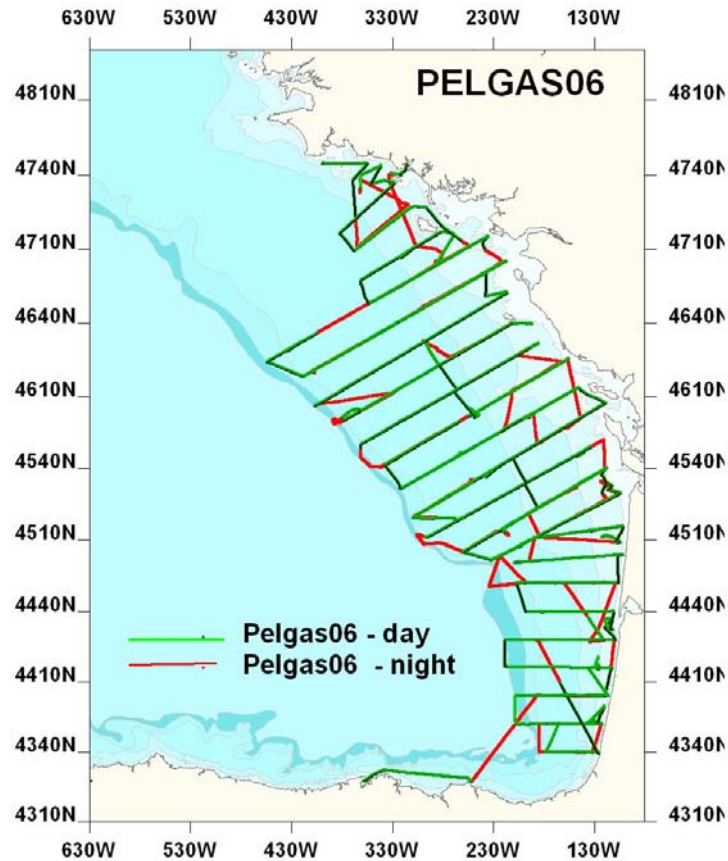 630W 530W 430W 330W 230W 130W
PELGAS06
4810N 4810N
4740N 4740N
4710N 4710N
4640N 4640N
4610N 4610N
4540N 4540N
4510N 4510N
4440N 4440N
Pelgas06 - day
Pelgas06 - night
4410N 4410N
4340N 4340N
4310N 4310N
630W 530W 430W 330W 230W 130W